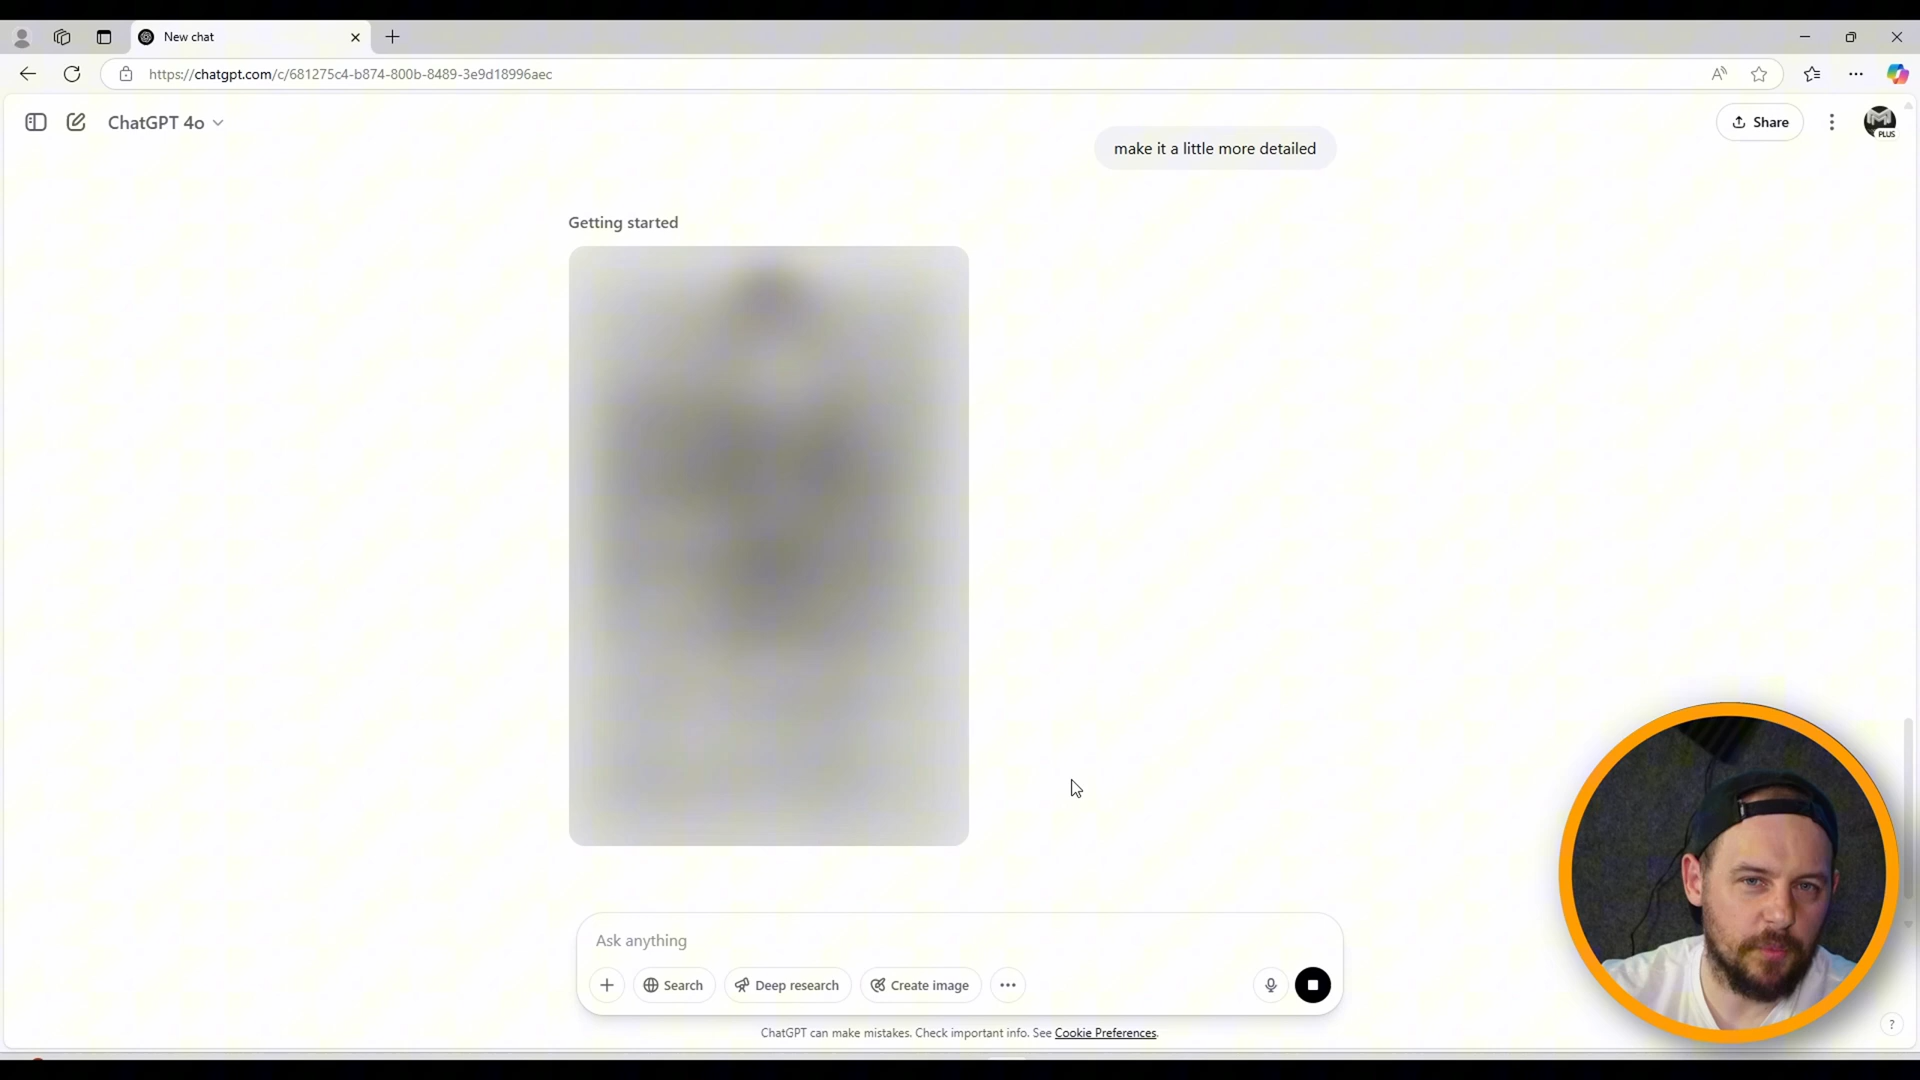 New chat
https://chatgpt.com/c/681275c4-b874-800b-8489-3e9d18996aec
ChatGPT 4o
Share
PLUS
make it a little more detailed
Getting started
Ask anything
Search
Deep research
Create image
ChatGPT can make mistakes. Check important info. See Cookie Preferences.
?